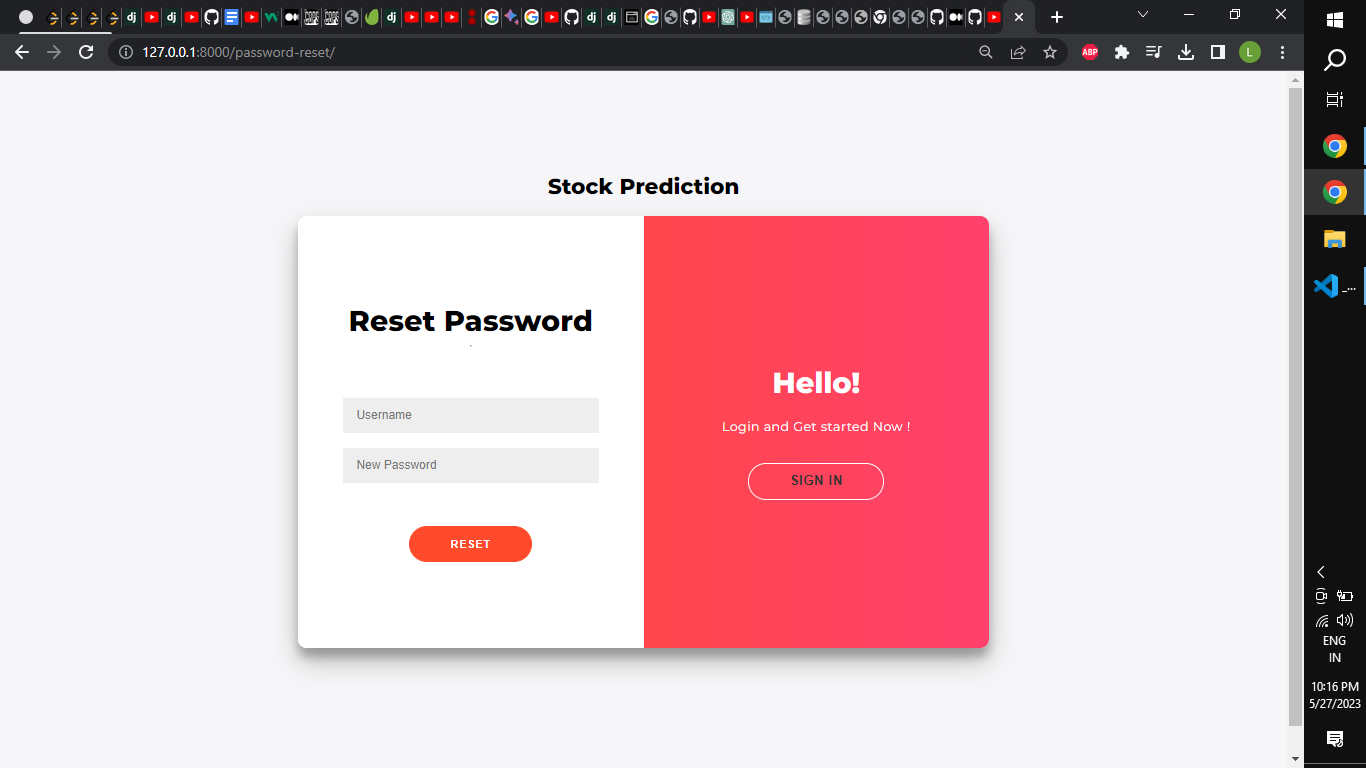 127.0.0.1:8000/password-reset/
ABP
L
Stock Prediction
Reset Password
Username
New Password
RESET
Hello!
Login and Get started Now !
SIGN IN
_...
ENG
IN
10:16 PM
5/27/2023